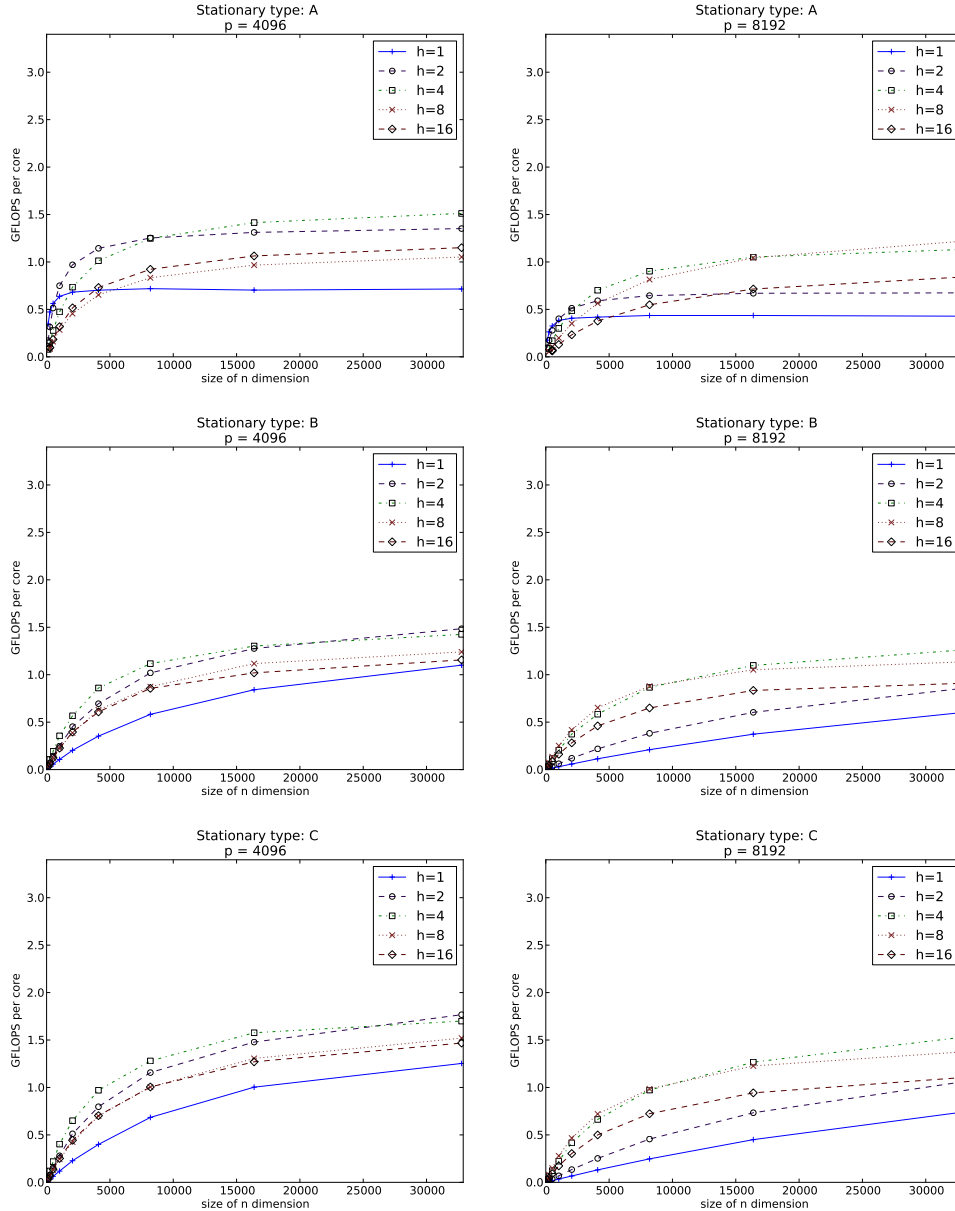 Stationary type: A
p = 4096
GFLOPS per core
3.0
2.5
2.0
1.5
1.0
0.5
0.0
0 5000 10000 15000 20000 25000 30000
size of n dimension
h=1
h=2
h=4
h=8
h=16
Stationary type: A
p = 8192
GFLOPS per core
3.0
2.5
2.0
1.5
1.0
0.5
0.0
0 5000 10000 15000 20000 25000 30000
size of n dimension
h=1
h=2
h=4
h=8
h=16
Stationary type: B
p = 4096
GFLOPS per core
3.0
2.5
2.0
1.5
1.0
0.5
0.0
0 5000 10000 15000 20000 25000 30000
size of n dimension
h=1
h=2
h=4
h=8
h=16
Stationary type: B
p = 8192
GFLOPS per core
3.0
2.5
2.0
1.5
1.0
0.5
0.0
0 5000 10000 15000 20000 25000 30000
size of n dimension
h=1
h=2
h=4
h=8
h=16
Stationary type: C
p = 4096
GFLOPS per core
3.0
2.5
2.0
1.5
1.0
0.5
0.0
0 5000 10000 15000 20000 25000 30000
size of n dimension
h=1
h=2
h=4
h=8
h=16
Stationary type: C
p = 8192
GFLOPS per core
3.0
2.5
2.0
1.5
1.0
0.5
0.0
0 5000 10000 15000 20000 25000 30000
size of n dimension
h=1
h=2
h=4
h=8
h=16